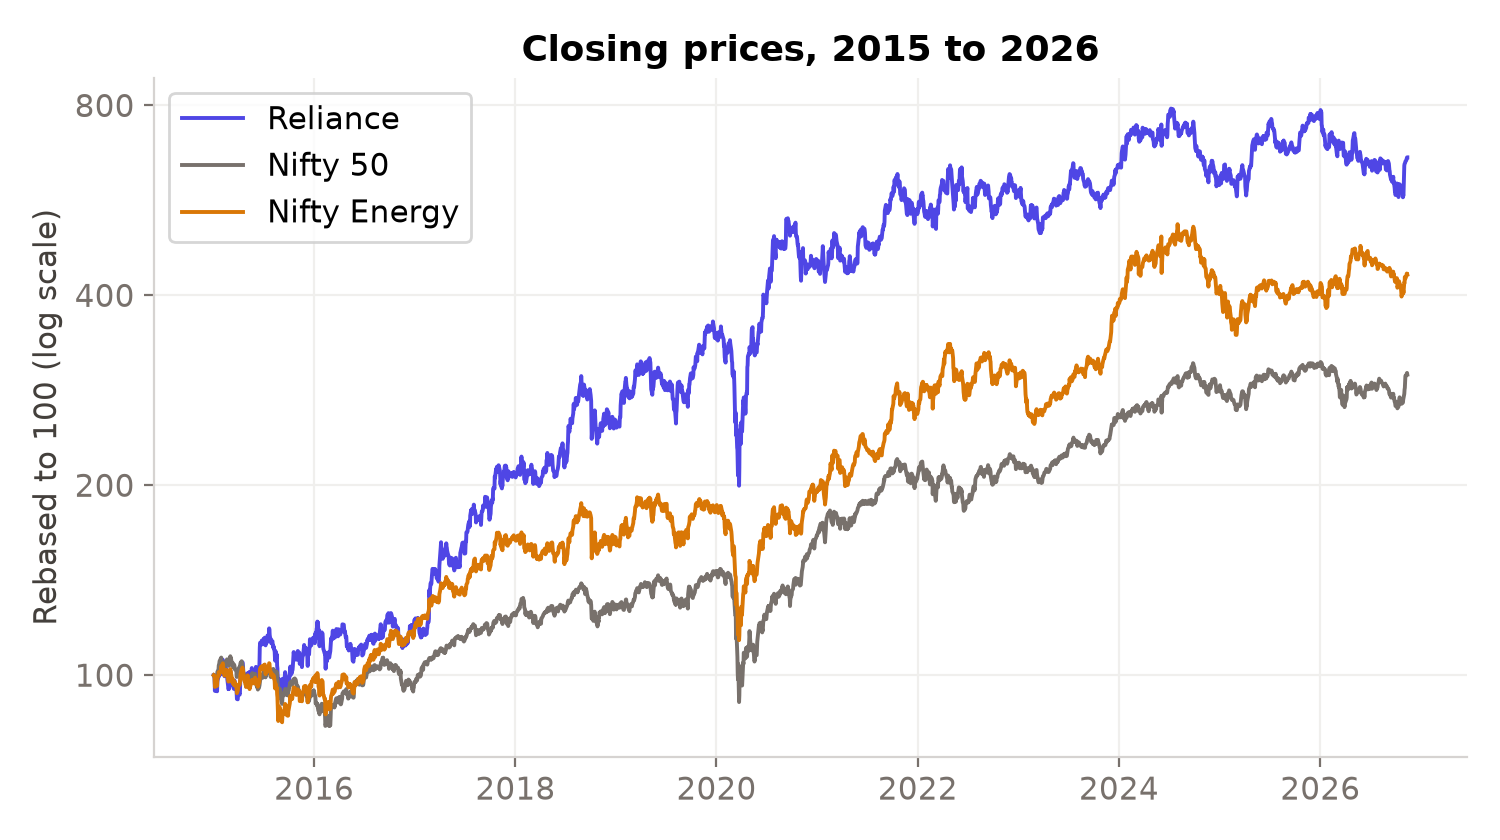 Closing prices, 2015 to 2026
Rebased to 100 (log scale)
800
400
200
100
Reliance
Nifty 50
Nifty Energy
2016
2018
2020
2022
2024
2026